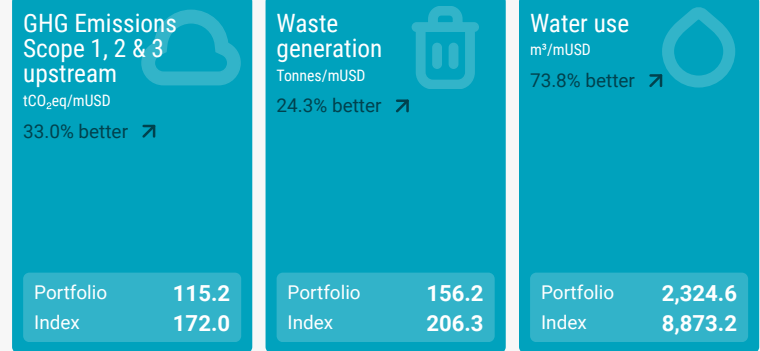 GHG Emissions
Scope 1, 2 & 3
upstream
tCO₂eq/mUSD
33.0% better
Portfolio 115.2
Index 172.0
Waste
generation
Tonnes/mUSD
24.3% better
Portfolio 156.2
Index 206.3
Water use
m³/mUSD
73.8% better
Portfolio 2,324.6
Index 8,873.2